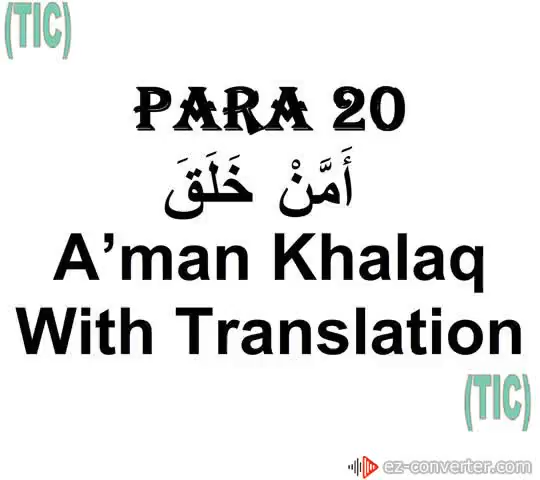 (TIC)
PARA 20
أَمَّنْ خَلَقَ
A’man Khalaq
With Translation
(TIC)
ez-converter.com